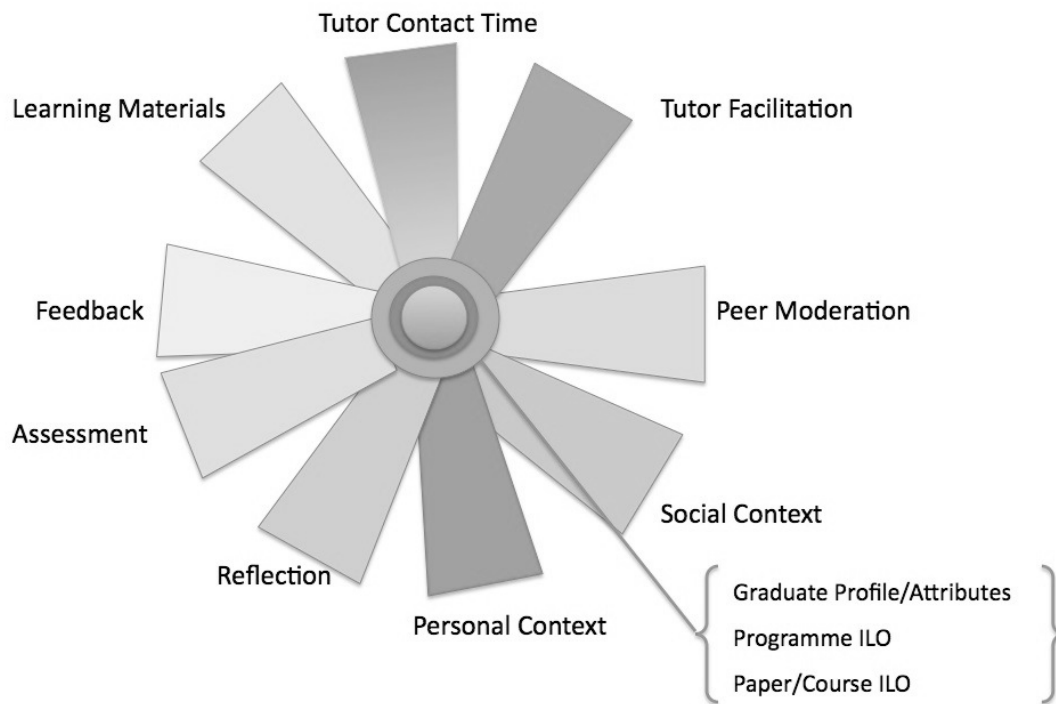 Tutor Contact Time
Learning Materials
Tutor Facilitation
Feedback
Peer Moderation
Assessment
Social Context
Reflection
Personal Context
Graduate Profile/Attributes
Programme ILO
Paper/Course ILO